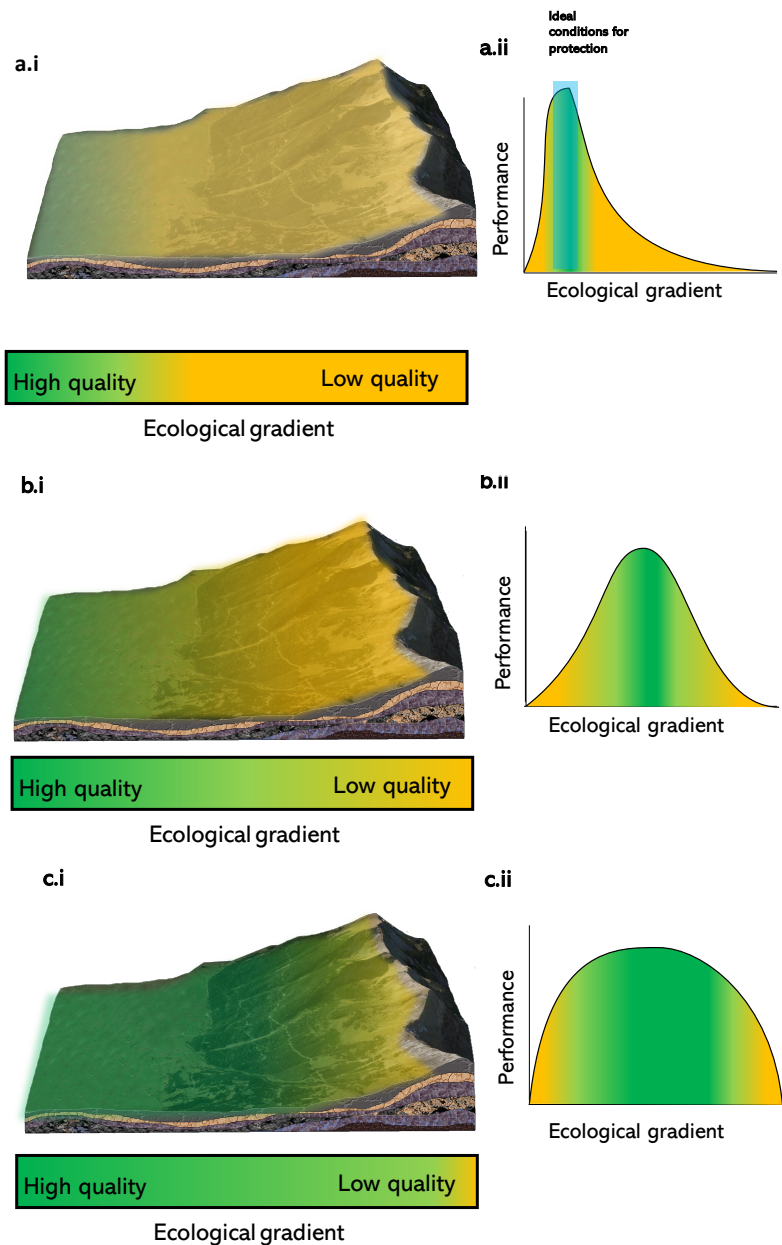 a.i
a.ii
Ideal
conditions for
protection
Performance
Ecological gradient
High quality
Low quality
Ecological gradient
b.i
b.ii
Performance
Ecological gradient
High quality
Low quality
Ecological gradient
c.i
c.ii
Performance
Ecological gradient
High quality
Low quality
Ecological gradient